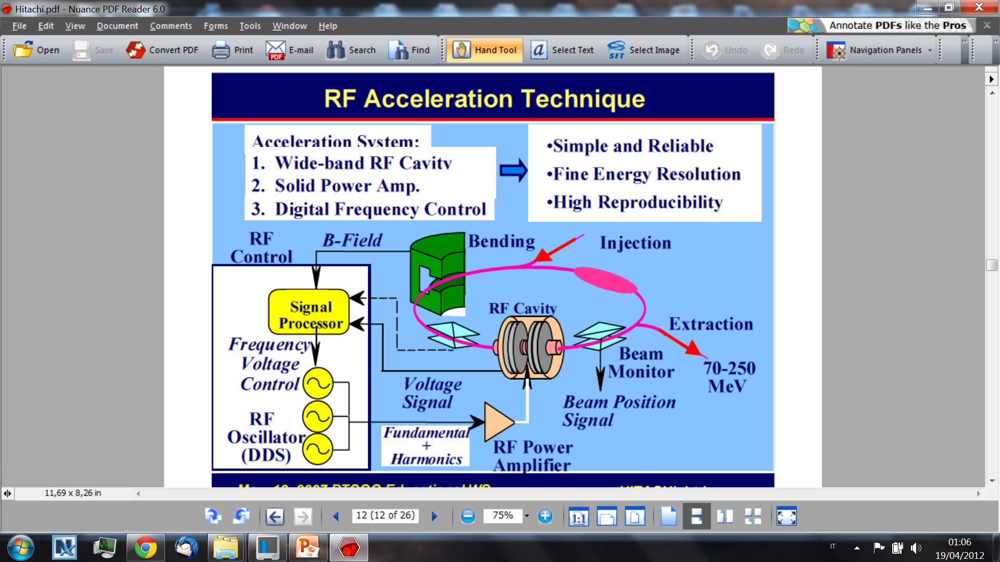 Hitachi.pdf - Nuance PDF Reader 6.0
File Edit View Document Comments Forms Tools Window Help
Annotate PDFs like the Pros
Open Save Convert PDF Print E-mail Search Find Hand Tool Select Text Select Image Undo Redo Navigation Panels
RF Acceleration Technique
Acceleration System:
1. Wide-band RF Cavity
2. Solid Power Amp.
3. Digital Frequency Control
•Simple and Reliable
•Fine Energy Resolution
•High Reproducibility
RF
Control
B-Field
Bending
Injection
Signal
Processor
RF Cavity
Extraction
Frequency
Voltage
Control
Beam
Monitor
70-250
MeV
Voltage
Signal
Beam Position
Signal
RF
Oscillator
(DDS)
Fundamental
+
Harmonics
RF Power
Amplifier
11,69 x 8,26 in
12 (12 of 26)
75%
1:1
IT
01:06
19/04/2012